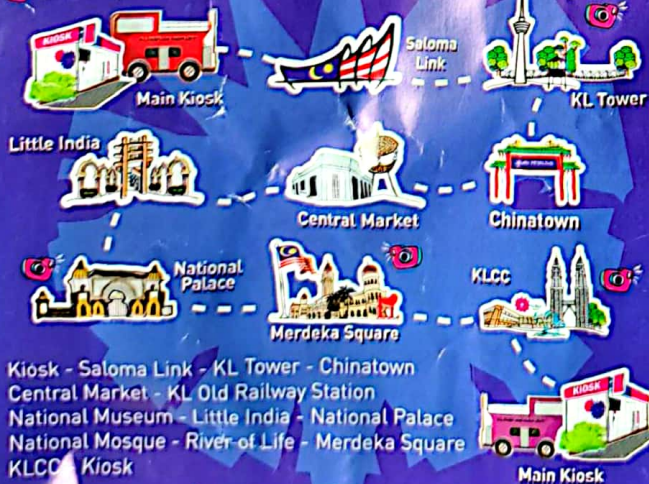 KIOSK
Main Kiosk
Saloma
Link
KL Tower
Little India
Central Market
Chinatown
National
Palace
Merdeka Square
KLCC
Kiosk - Saloma Link - KL Tower - Chinatown
Central Market - KL Old Railway Station
National Museum - Little India - National Palace
National Mosque - River of Life - Merdeka Square
KLCC - Kiosk
KIOSK
Main Kiosk